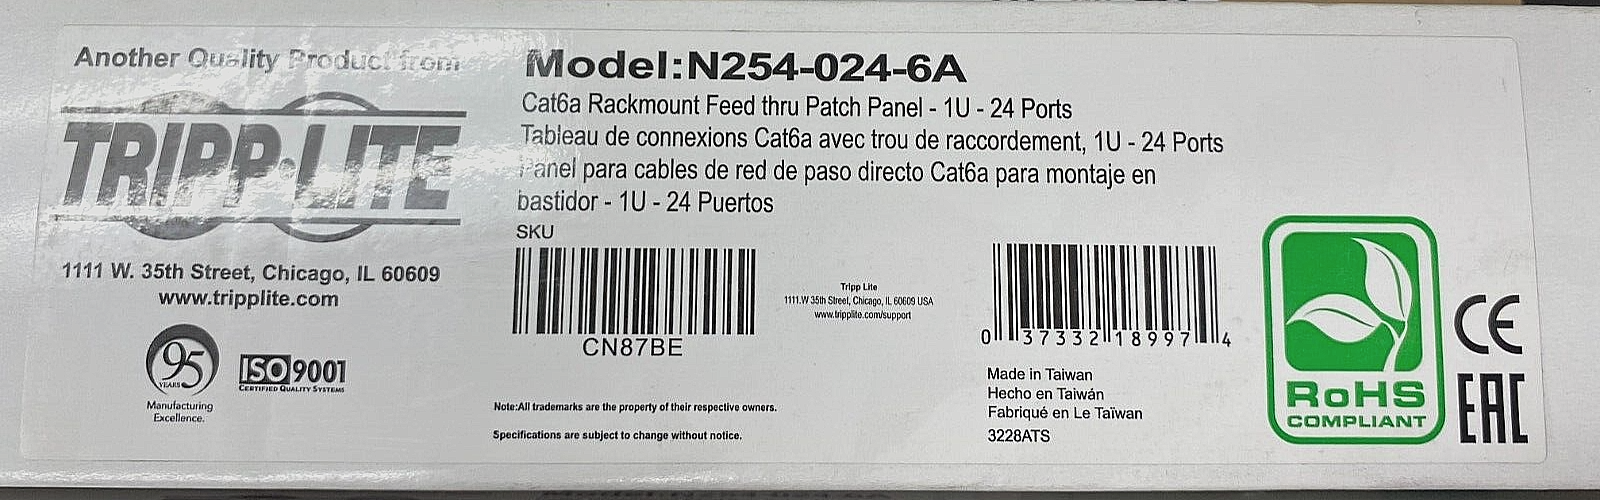 Another Quality Product from
TRIPP·LITE
1111 W. 35th Street, Chicago, IL 60609
www.tripplite.com
95
YEARS
Manufacturing
Excellence.
ISO 9001
CERTIFIED QUALITY SYSTEMS
Model:N254-024-6A
Cat6a Rackmount Feed thru Patch Panel - 1U - 24 Ports
Tableau de connexions Cat6a avec trou de raccordement, 1U - 24 Ports
Panel para cables de red de paso directo Cat6a para montaje en
bastidor - 1U - 24 Puertos
SKU
CN87BE
Note:All trademarks are the property of their respective owners.
Specifications are subject to change without notice.
Tripp Lite
1111.W 35th Street, Chicago, IL 60609 USA
www.tripplite.com/support
0 37332 18997 4
Made in Taiwan
Hecho en Taiwán
Fabriqué en Le Taïwan
3228ATS
RoHS
COMPLIANT
CE
EAC